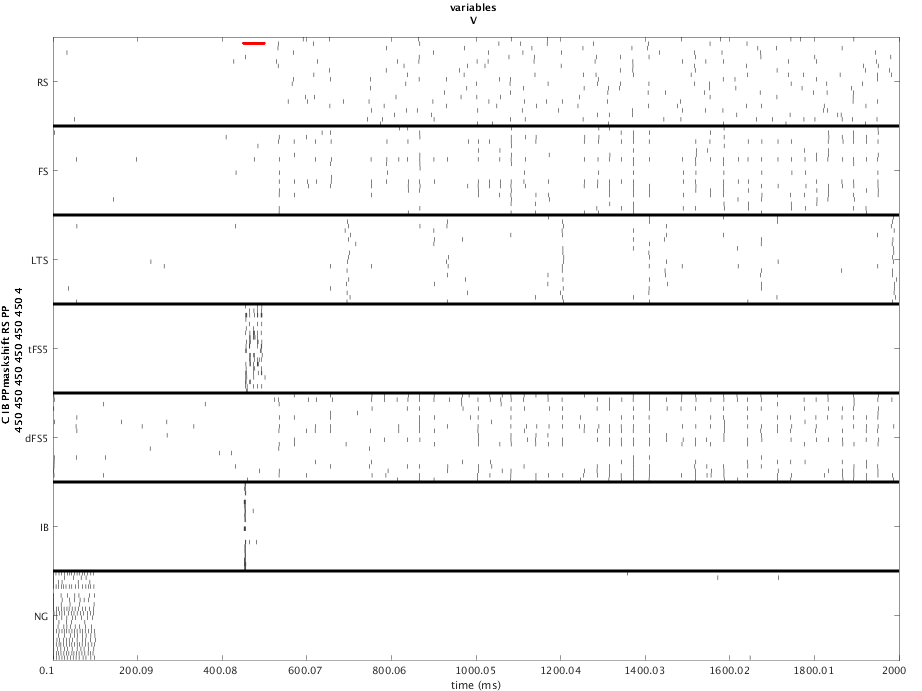 variables
V
RS
FS
LTS
tFS5
dFS5
IB
NG
C IB PPmaskshift RS PP
450 450 450 450 450 450 4
0.1 200.09 400.08 600.07 800.06 1000.05 1200.04 1400.03 1600.02 1800.01 2000
time (ms)